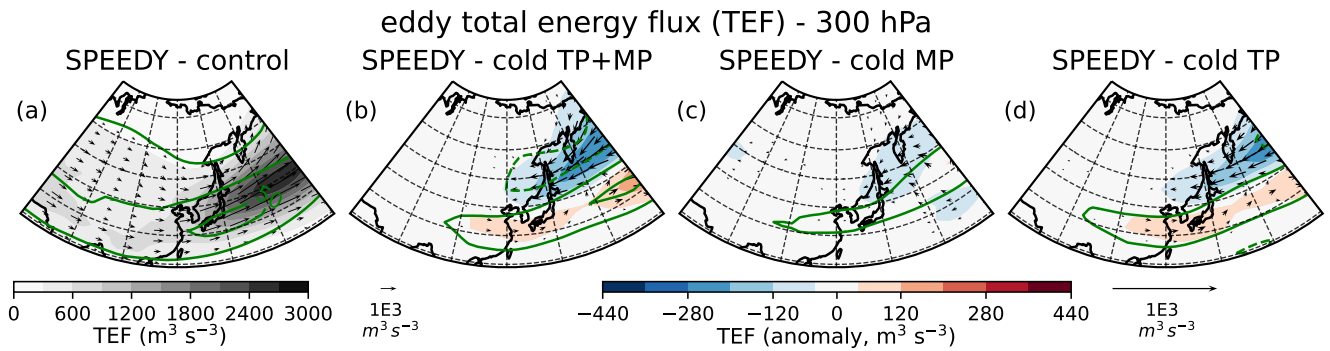 eddy total energy flux (TEF) - 300 hPa
SPEEDY - control
SPEEDY - cold TP+MP
SPEEDY - cold MP
SPEEDY - cold TP
(a)
(b)
(c)
(d)
0 600 1200 1800 2400 3000
TEF (m³ s⁻³)
1E3
m³ s⁻³
−440 −280 −120 0 120 280 440
TEF (anomaly, m³ s⁻³)
1E3
m³ s⁻³